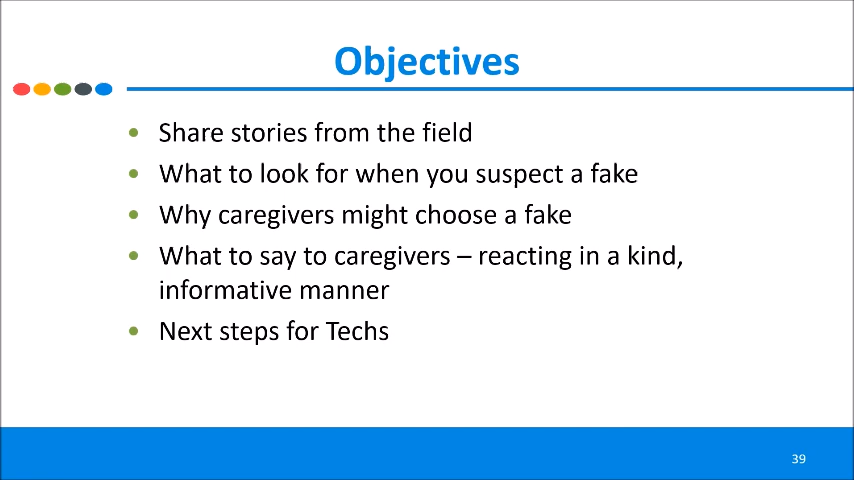 Objectives
• Share stories from the field
• What to look for when you suspect a fake
• Why caregivers might choose a fake
• What to say to caregivers – reacting in a kind,
informative manner
• Next steps for Techs
39